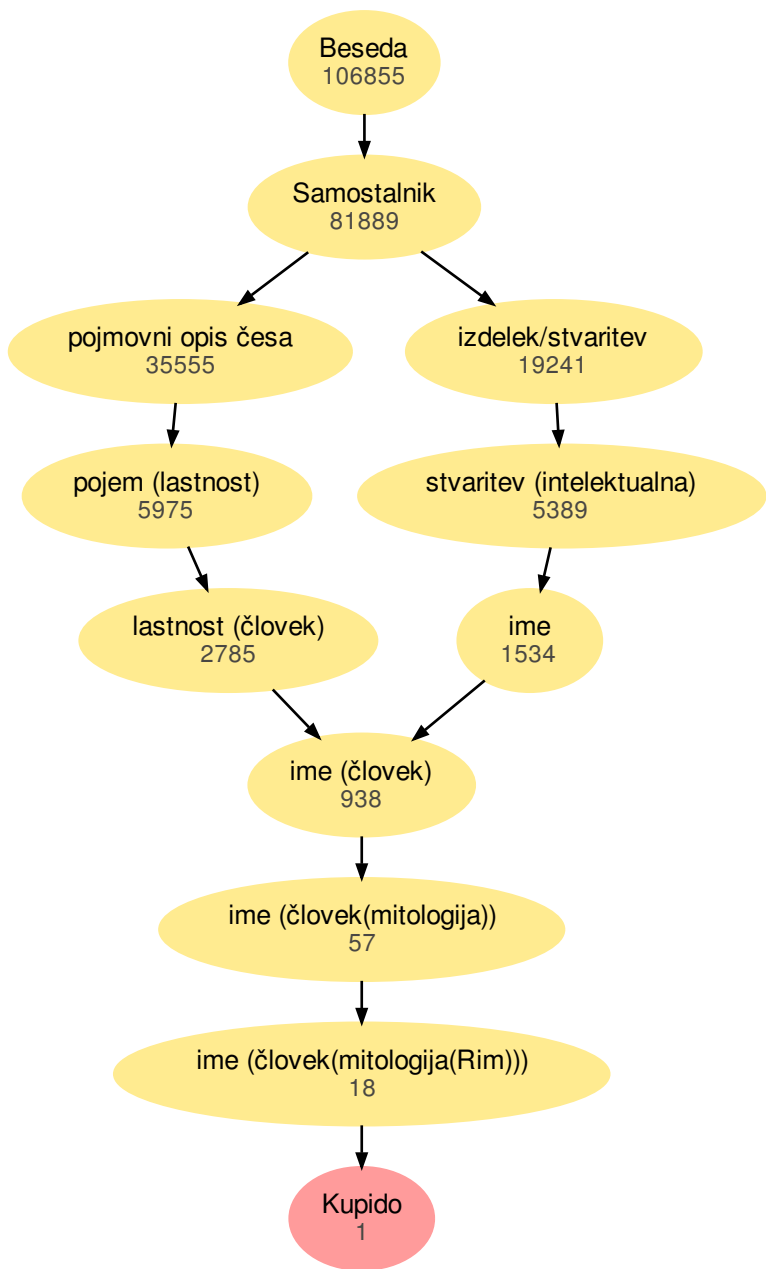 Beseda
106855
Samostalnik
81889
pojmovni opis česa
35555
izdelek/stvaritev
19241
pojem (lastnost)
5975
stvaritev (intelektualna)
5389
lastnost (človek)
2785
ime
1534
ime (človek)
938
ime (človek(mitologija))
57
ime (človek(mitologija(Rim)))
18
Kupido
1